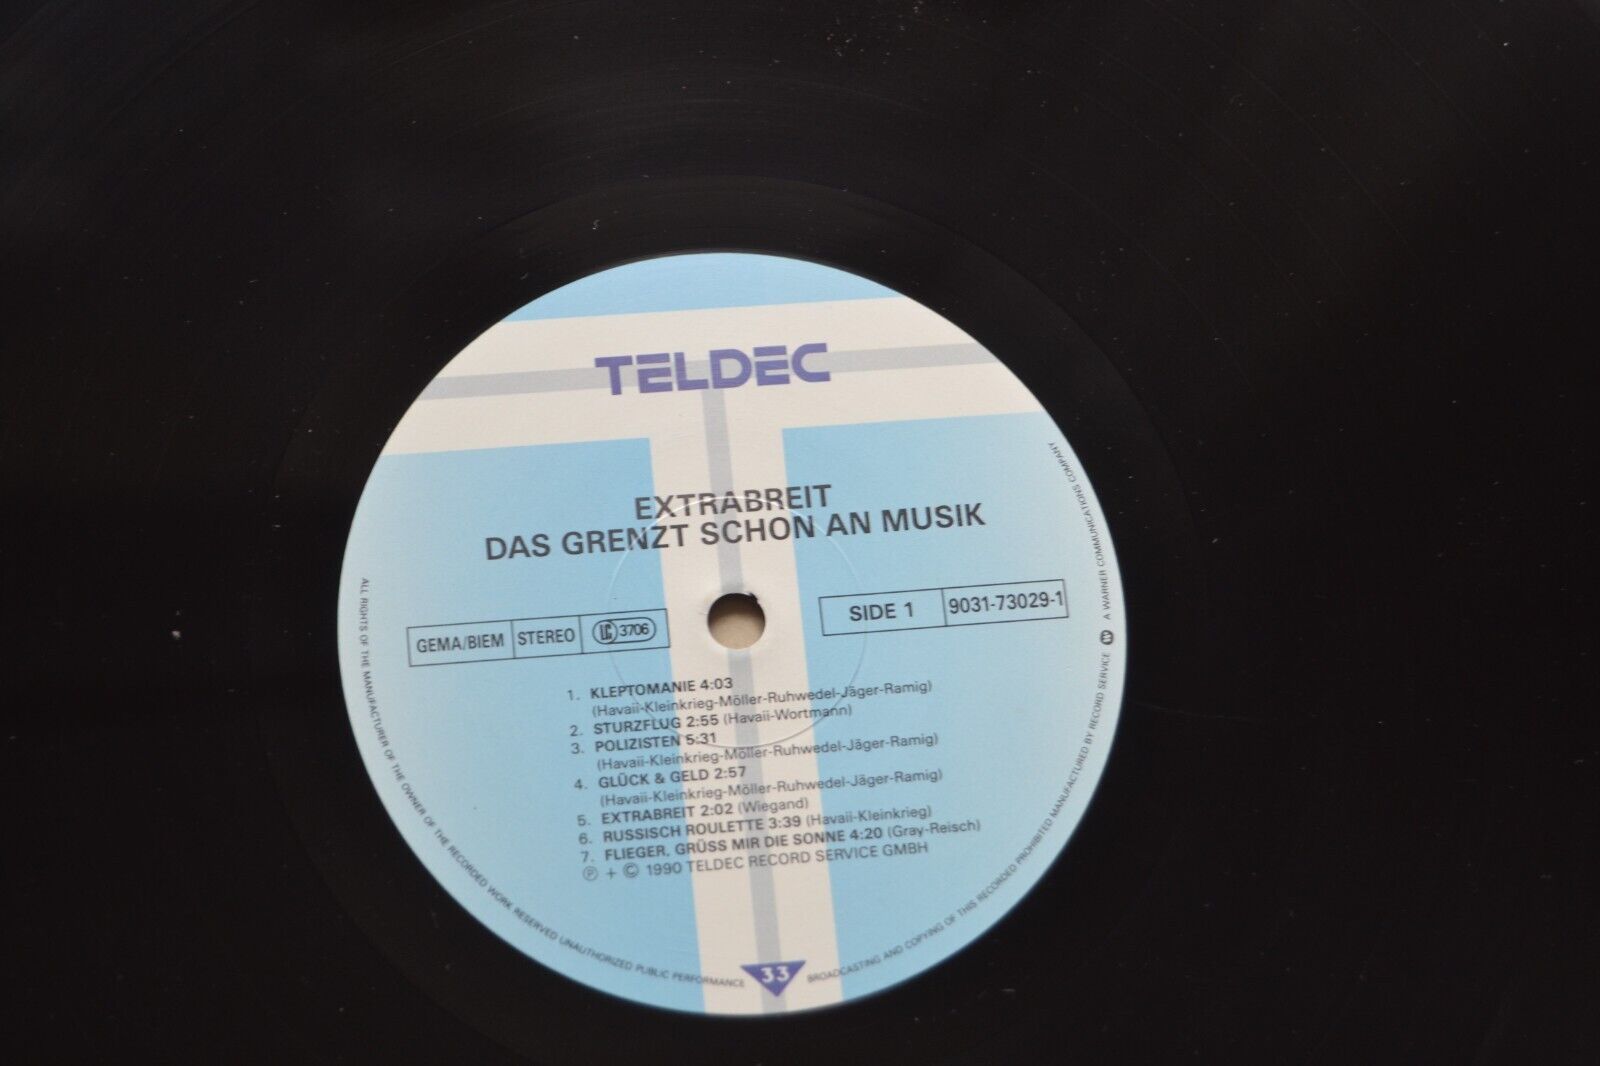 TELDEC
EXTRABREIT
DAS GRENZT SCHON AN MUSIK
GEMA/BIEM STEREO LC 3706
SIDE 1 9031-73029-1
1. KLEPTOMANIE 4:03
(Havaii-Kleinkrieg-Möller-Ruhwedel-Jäger-Ramig)
2. STURZFLUG 2:55 (Havaii-Wortmann)
3. POLIZISTEN 5:31
(Havaii-Kleinkrieg-Möller-Ruhwedel-Jäger-Ramig)
4. GLÜCK & GELD 2:57
(Havaii-Kleinkrieg-Möller-Ruhwedel-Jäger-Ramig)
5. EXTRABREIT 2:02 (Wiegand)
6. RUSSISCH ROULETTE 3:39 (Havaii-Kleinkrieg)
7. FLIEGER, GRÜSS MIR DIE SONNE 4:20 (Gray-Reisch)
℗ + © 1990 TELDEC RECORD SERVICE GMBH
33
ALL RIGHTS OF THE MANUFACTURER OF THE OWNER OF THE RECORDED WORK RESERVED UNAUTHORIZED PUBLIC PERFORMANCE BROADCASTING AND COPYING OF THIS RECORDED PROHIBITED MANUFACTURED BY RECORD SERVICE A WARNER COMMUNICATIONS COMPANY